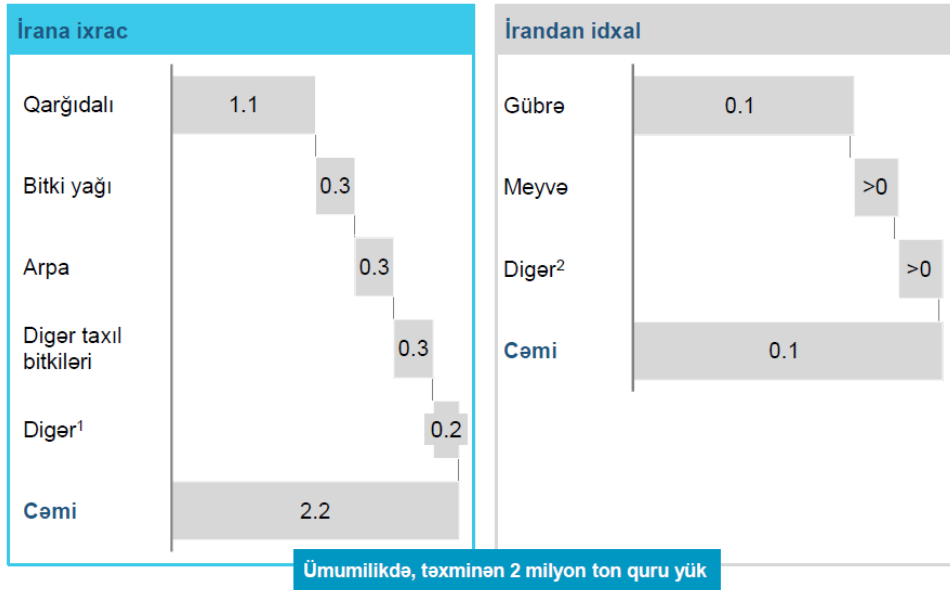 İrana ixrac
Qarğıdalı 1.1
Bitki yağı 0.3
Arpa 0.3
Digər taxıl
bitkiləri 0.3
Digər¹ 0.2
Cəmi 2.2
İrandan idxal
Gübrə 0.1
Meyvə >0
Digər² >0
Cəmi 0.1
Ümumilikdə, təxminən 2 milyon ton quru yük